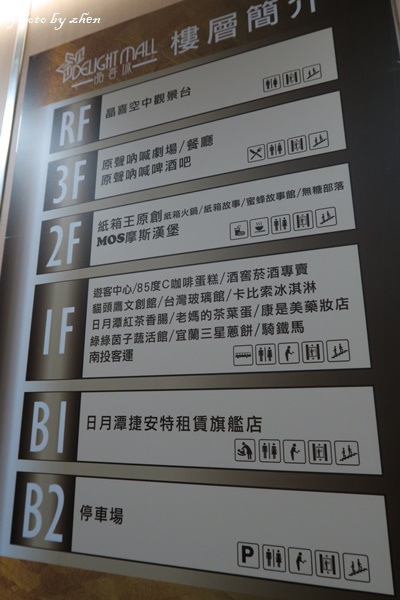 Photo by zhen
DELIGHT MALL
晶喜 樓層簡介
RF 晶喜空中觀景台
3F 原聲吶喊劇場/餐廳
原聲吶喊啤酒吧
2F 紙箱王原創紙箱火鍋/紙箱故事/蜜蜂故事館/無糖部落
MOS摩斯漢堡
1F 遊客中心/85度C咖啡蛋糕/酒窖菸酒專賣
貓頭鷹文創館/台灣玻璃館/卡比索冰淇淋
日月潭紅茶香腸/老媽的茶葉蛋/康是美藥妝店
綠綠茵子蔬活館/宜蘭三星蔥餅/騎鐵馬
南投客運
B1 日月潭捷安特租賃旗艦店
B2 停車場
P